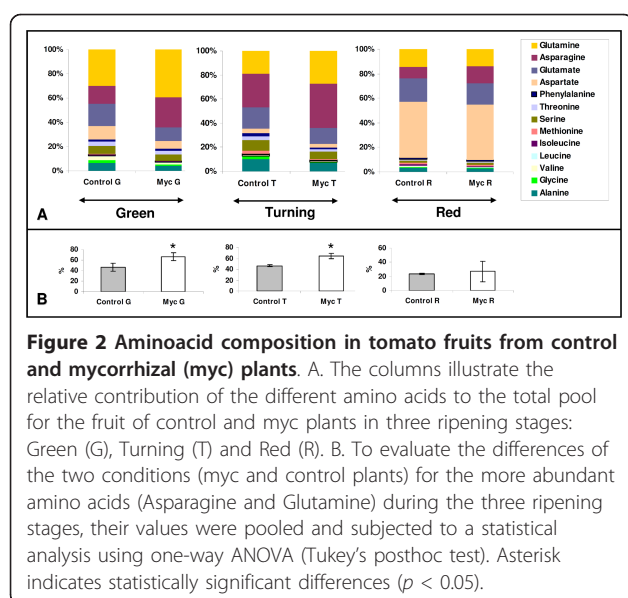 100% 100% 100%
80% 80% 80%
60% 60% 60%
40% 40% 40%
20% 20% 20%
0% 0% 0%
Control G Myc G Control T Myc T Control R Myc R
Green Turning Red
A
Glutamine
Asparagine
Glutamate
Aspartate
Phenylalanine
Threonine
Serine
Methionine
Isoleucine
Leucine
Valine
Glycine
Alanine
B
% 80 60 40 20 0 * Control G Myc G
% 80 60 40 20 0 * Control T Myc T
% 60 40 20 0 Control R Myc R
Figure 2 Aminoacid composition in tomato fruits from control
and mycorrhizal (myc) plants. A. The columns illustrate the
relative contribution of the different amino acids to the total pool
for the fruit of control and myc plants in three ripening stages:
Green (G), Turning (T) and Red (R). B. To evaluate the differences of
the two conditions (myc and control plants) for the more abundant
amino acids (Asparagine and Glutamine) during the three ripening
stages, their values were pooled and subjected to a statistical
analysis using one-way ANOVA (Tukey's posthoc test). Asterisk
indicates statistically significant differences (p < 0.05).